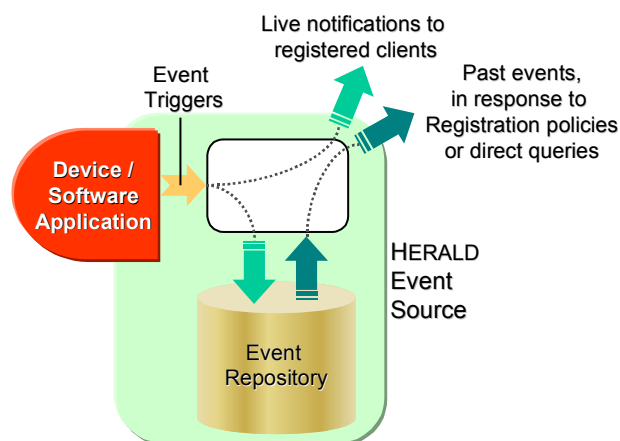 Live notifications to
registered clients
Event
Triggers
Past events,
in response to
Registration policies
or direct queries
Device /
Software
Application
HERALD
Event
Source
Event
Repository